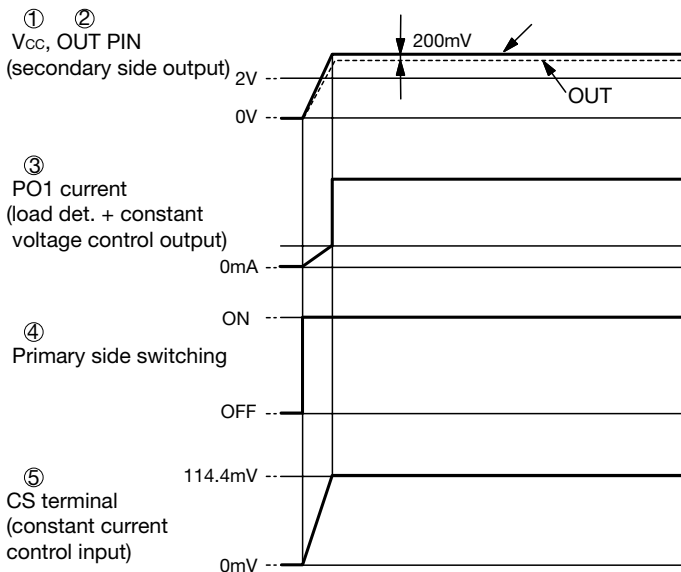 ① ②
Vcc, OUT PIN
(secondary side output)
200mV
2V
0V
OUT
③
PO1 current
(load det. + constant
voltage control output)
0mA
④
Primary side switching
ON
OFF
⑤
CS terminal
(constant current
control input)
114.4mV
0mV